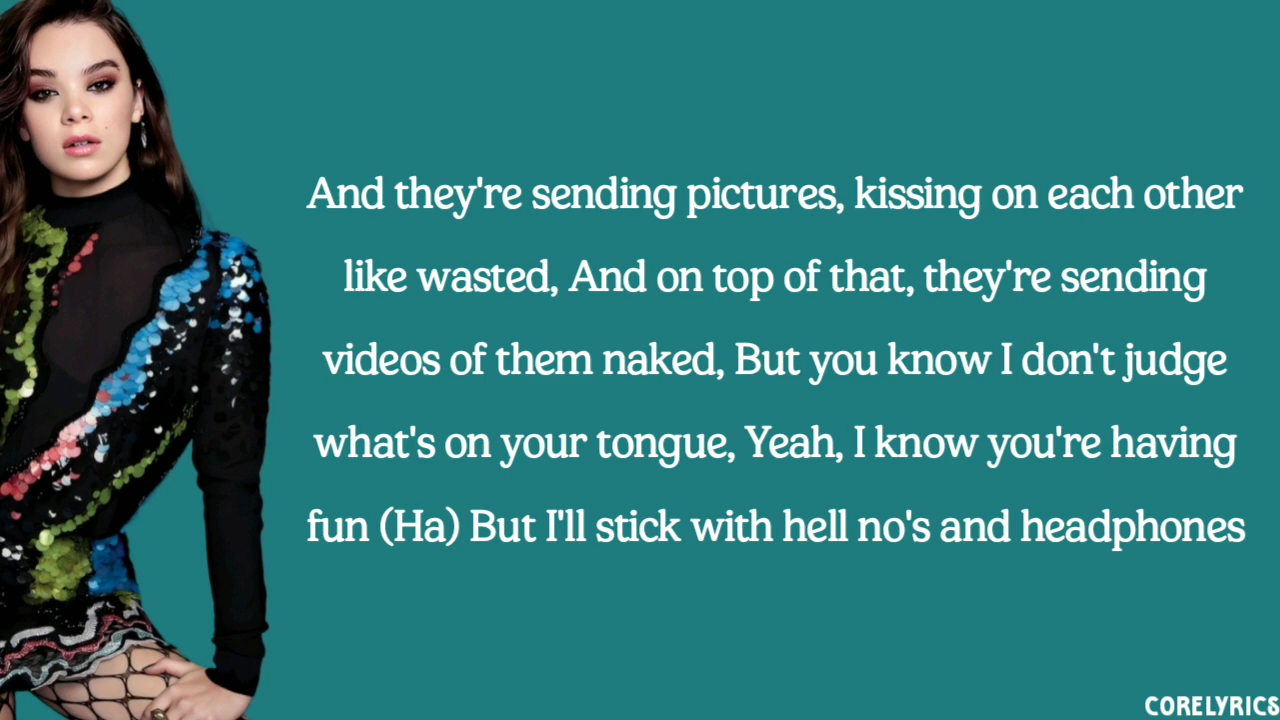 And they're sending pictures, kissing on each other
like wasted, And on top of that, they're sending
videos of them naked, But you know I don't judge
what's on your tongue, Yeah, I know you're having
fun (Ha) But I'll stick with hell no's and headphones
CORELYRICS